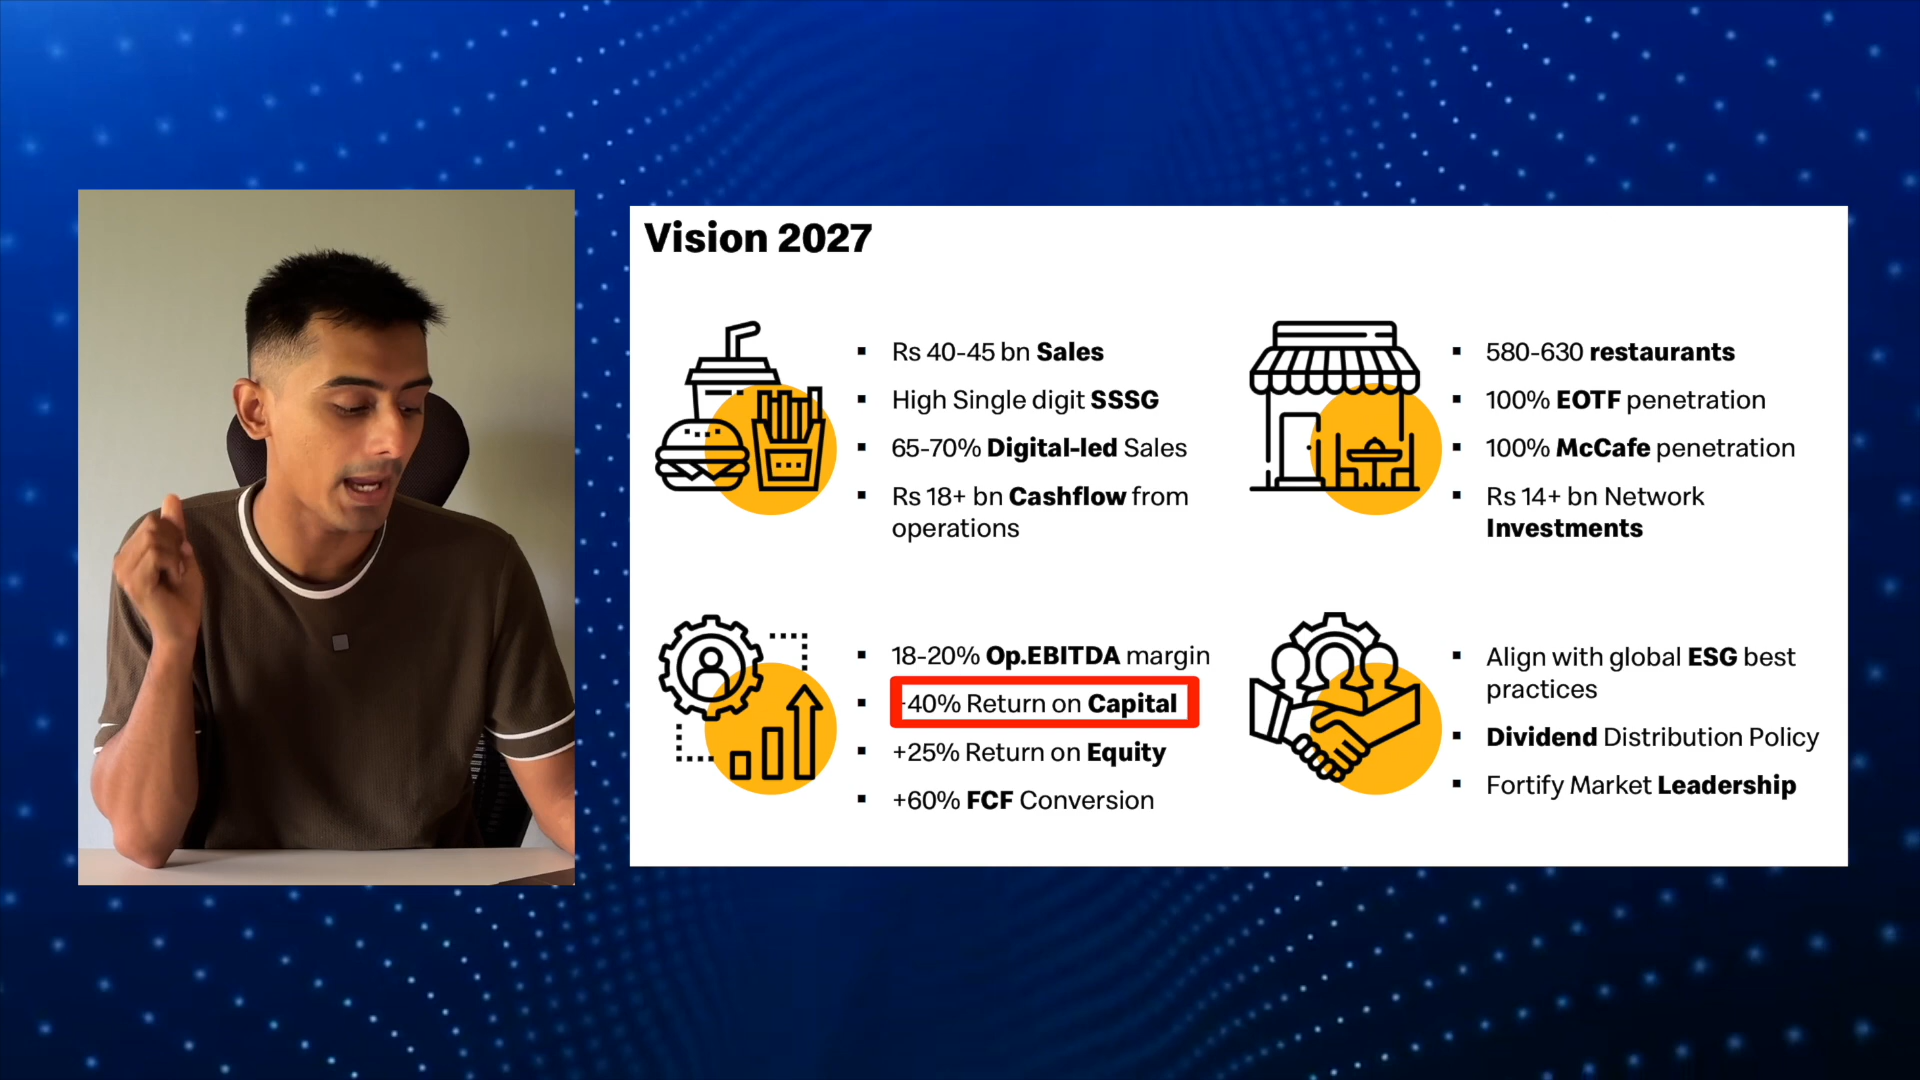 Vision 2027
Rs 40-45 bn Sales
High Single digit SSSG
65-70% Digital-led Sales
Rs 18+ bn Cashflow from
operations
580-630 restaurants
100% EOTF penetration
100% McCafe penetration
Rs 14+ bn Network
Investments
18-20% Op.EBITDA margin
40% Return on Capital
+25% Return on Equity
+60% FCF Conversion
Align with global ESG best
practices
Dividend Distribution Policy
Fortify Market Leadership